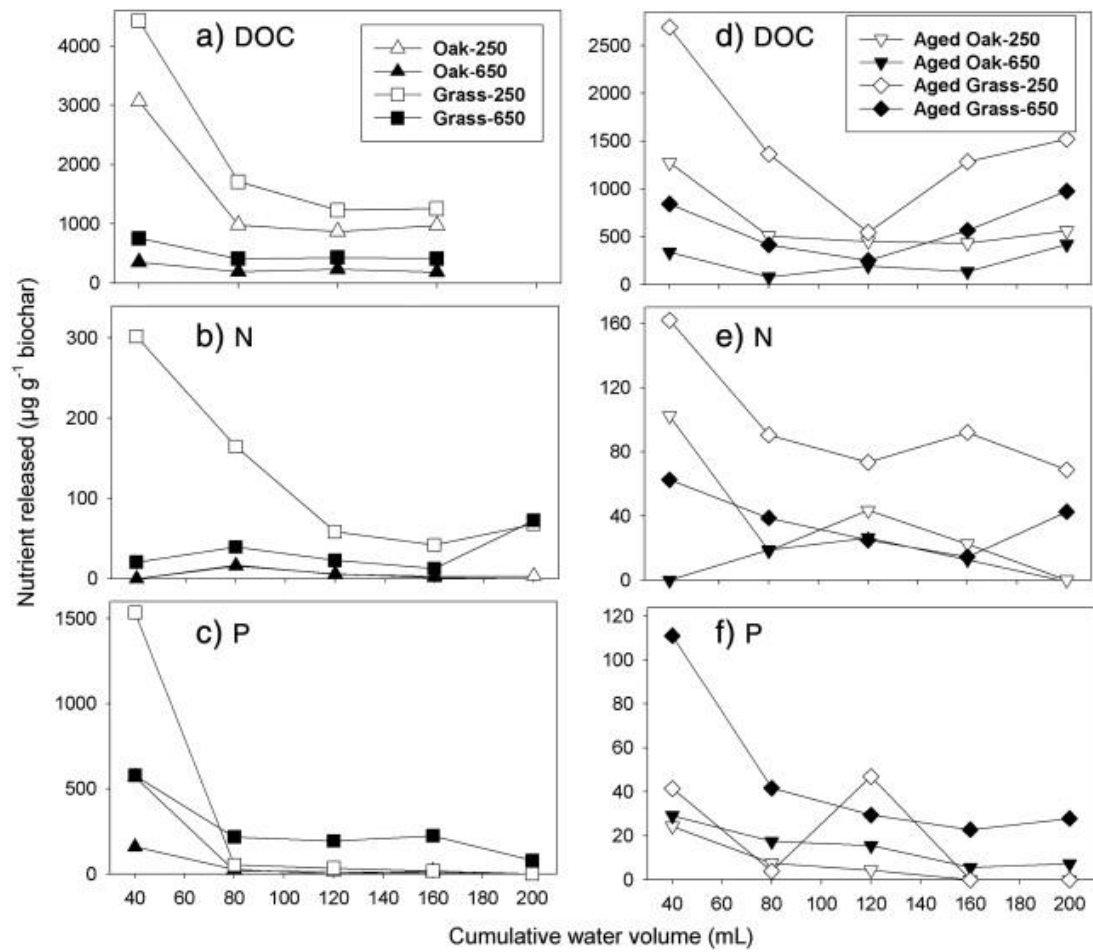 a) DOC
Oak-250
Oak-650
Grass-250
Grass-650
4000
3000
2000
1000
0
d) DOC
Aged Oak-250
Aged Oak-650
Aged Grass-250
Aged Grass-650
2500
2000
1500
1000
500
0
Nutrient released (µg g⁻¹ biochar)
b) N
300
200
100
0
e) N
160
120
80
40
0
c) P
1500
1000
500
0
40 60 80 100 120 140 160 180 200
f) P
120
100
80
60
40
20
0
40 60 80 100 120 140 160 180 200
Cumulative water volume (mL)